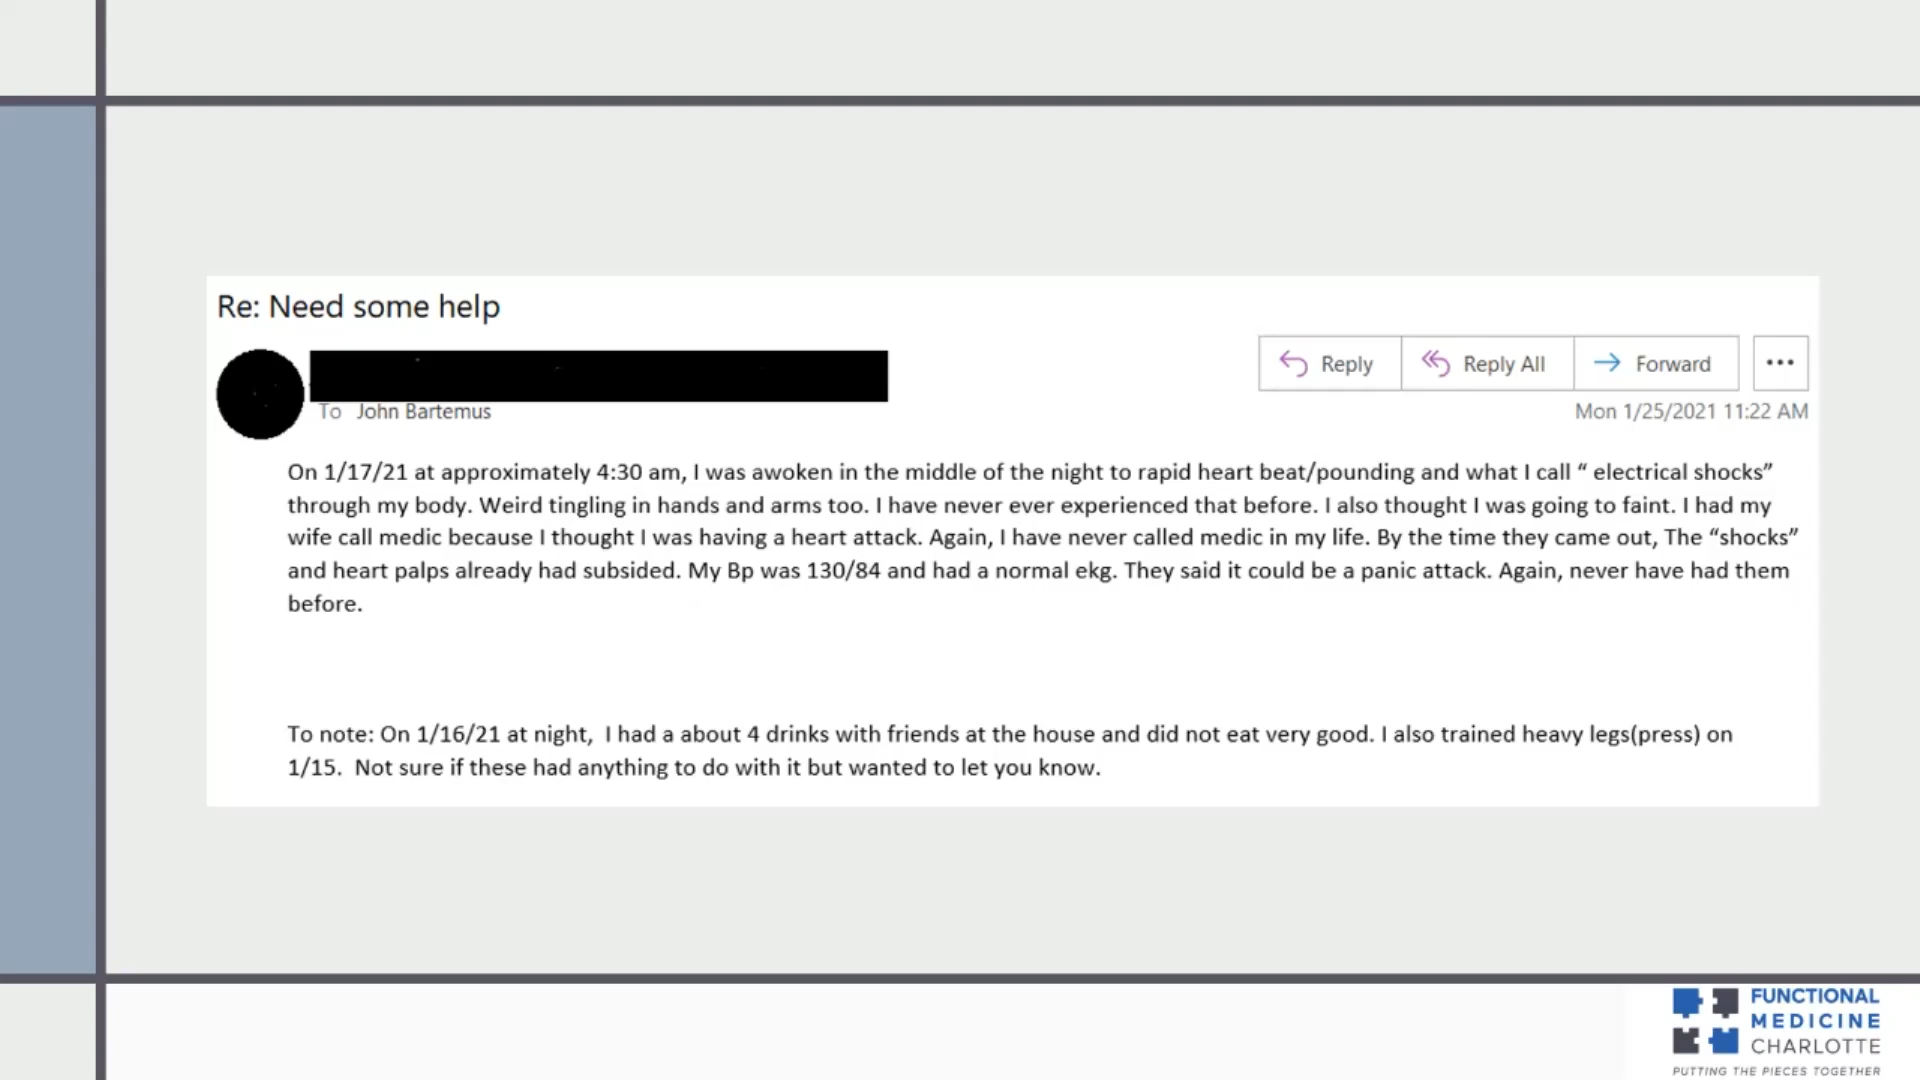 Re: Need some help
Reply
Reply All
Forward
To John Bartemus
Mon 1/25/2021 11:22 AM
On 1/17/21 at approximately 4:30 am, I was awoken in the middle of the night to rapid heart beat/pounding and what I call “ electrical shocks”
through my body. Weird tingling in hands and arms too. I have never ever experienced that before. I also thought I was going to faint. I had my
wife call medic because I thought I was having a heart attack. Again, I have never called medic in my life. By the time they came out, The “shocks”
and heart palps already had subsided. My Bp was 130/84 and had a normal ekg. They said it could be a panic attack. Again, never have had them
before.
To note: On 1/16/21 at night,  I had a about 4 drinks with friends at the house and did not eat very good. I also trained heavy legs(press) on
1/15.  Not sure if these had anything to do with it but wanted to let you know.
FUNCTIONAL
MEDICINE
CHARLOTTE
PUTTING THE PIECES TOGETHER